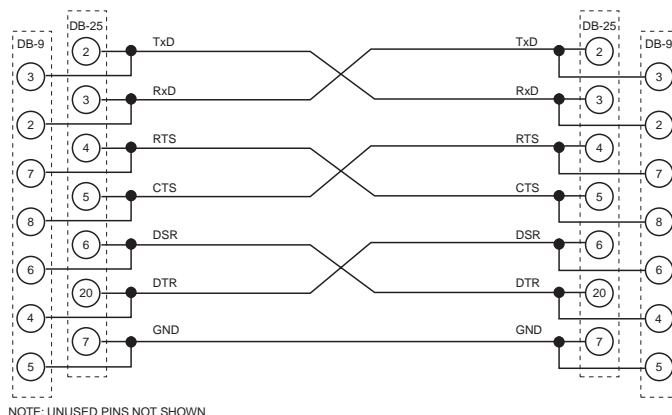 DB-25 DB-25
DB-9 DB-9
2 TxD TxD 2
3 3
3 RxD RxD 3
2 2
4 RTS RTS 4
7 7
5 CTS CTS 5
8 8
6 DSR DSR 6
6 6
20 DTR DTR 20
4 4
7 GND GND 7
5 5
NOTE: UNUSED PINS NOT SHOWN